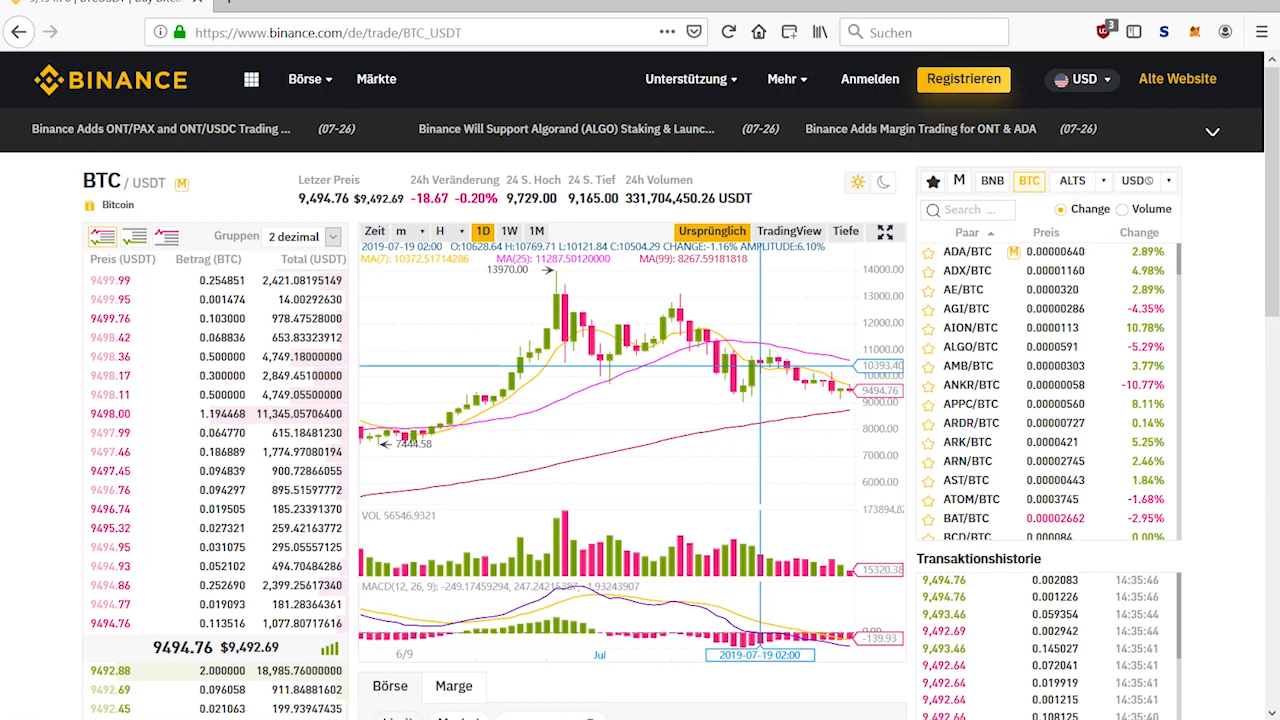 https://www.binance.com/de/trade/BTC_USDT
Suchen
3
BINANCE
Börse
Märkte
Unterstützung
Mehr
Anmelden
Registrieren
USD
Alte Website
Binance Adds ONT/PAX and ONT/USDC Trading ... (07-26)
Binance Will Support Algorand (ALGO) Staking & Launc... (07-26)
Binance Adds Margin Trading for ONT & ADA (07-26)
BTC / USDT M
Bitcoin
Letzer Preis
9,494.76 $9,492.69
24h Veränderung
-18.67 -0.20%
24 S. Hoch
9,729.00
24 S. Tief
9,165.00
24h Volumen
331,704,450.26 USDT
Gruppen 2 dezimal
Preis (USDT) Betrag (BTC) Total (USDT)
9499.99 0.254851 2,421.08195149
9499.95 0.001474 14.00292630
9499.76 0.103000 978.47528000
9498.42 0.068836 653.83323912
9498.36 0.500000 4,749.18000000
9498.17 0.300000 2,849.45100000
9498.11 0.500000 4,749.05500000
9498.00 1.194468 11,345.05706400
9497.99 0.064770 615.18481230
9497.46 0.186889 1,774.97080194
9497.45 0.094839 900.72866055
9496.76 0.094297 895.51597772
9496.74 0.019505 185.23391370
9495.32 0.027321 259.42163772
9494.95 0.031075 295.05557125
9494.93 0.052102 494.70484286
9494.86 0.252690 2,399.25617340
9494.77 0.019093 181.28364361
9494.76 0.113516 1,077.80717616
9494.76 $9,492.69
9492.88 2.000000 18,985.76000000
9492.69 0.096058 911.84881602
9492.45 0.021063 199.93947435
Zeit m H 1D 1W 1M
Ursprünglich TradingView Tiefe
2019-07-19 02:00 O:10628.64 H:10769.71 L:10121.84 C:10504.29 CHANGE:-1.16% AMPLITUDE:6.10%
MA(7): 10372.51714286 MA(25): 11287.50120000 MA(99): 8267.59181818
13970.00
7444.58
14000.00
13000.00
12000.00
11000.00
10393.40
10000.00
9494.76
9000.00
8000.00
7000.00
6000.00
VOL 56546.9321
173894.82
15320.38
MACD(12, 26, 9): -249.17459294, 247.24215387, -1.93243907
0.00
-139.93
6/9
Jul
2019-07-19 02:00
Börse
Marge
M BNB BTC ALTS USDⓈ
Search ...
Change Volume
Paar Preis Change
ADA/BTC M 0.00000640 2.89%
ADX/BTC 0.00001160 4.98%
AE/BTC 0.0000320 2.89%
AGI/BTC 0.00000286 -4.35%
AION/BTC 0.0000113 10.78%
ALGO/BTC 0.0000591 -5.29%
AMB/BTC 0.00000303 3.77%
ANKR/BTC 0.00000058 -10.77%
APPC/BTC 0.00000560 8.11%
ARDR/BTC 0.00000727 0.14%
ARK/BTC 0.0000421 5.25%
ARN/BTC 0.00002745 2.46%
AST/BTC 0.00000443 1.84%
ATOM/BTC 0.0003745 -1.68%
BAT/BTC 0.00002662 -2.95%
BCD/BTC 0.000084 0.00%
Transaktionshistorie
9,494.76 0.002083 14:35:46
9,494.76 0.001226 14:35:46
9,493.46 0.059354 14:35:44
9,492.69 0.002942 14:35:44
9,493.46 0.145027 14:35:41
9,492.64 0.072041 14:35:41
9,492.64 0.019919 14:35:41
9,492.64 0.001215 14:35:41
9,492.66 0.108125 14:35:40